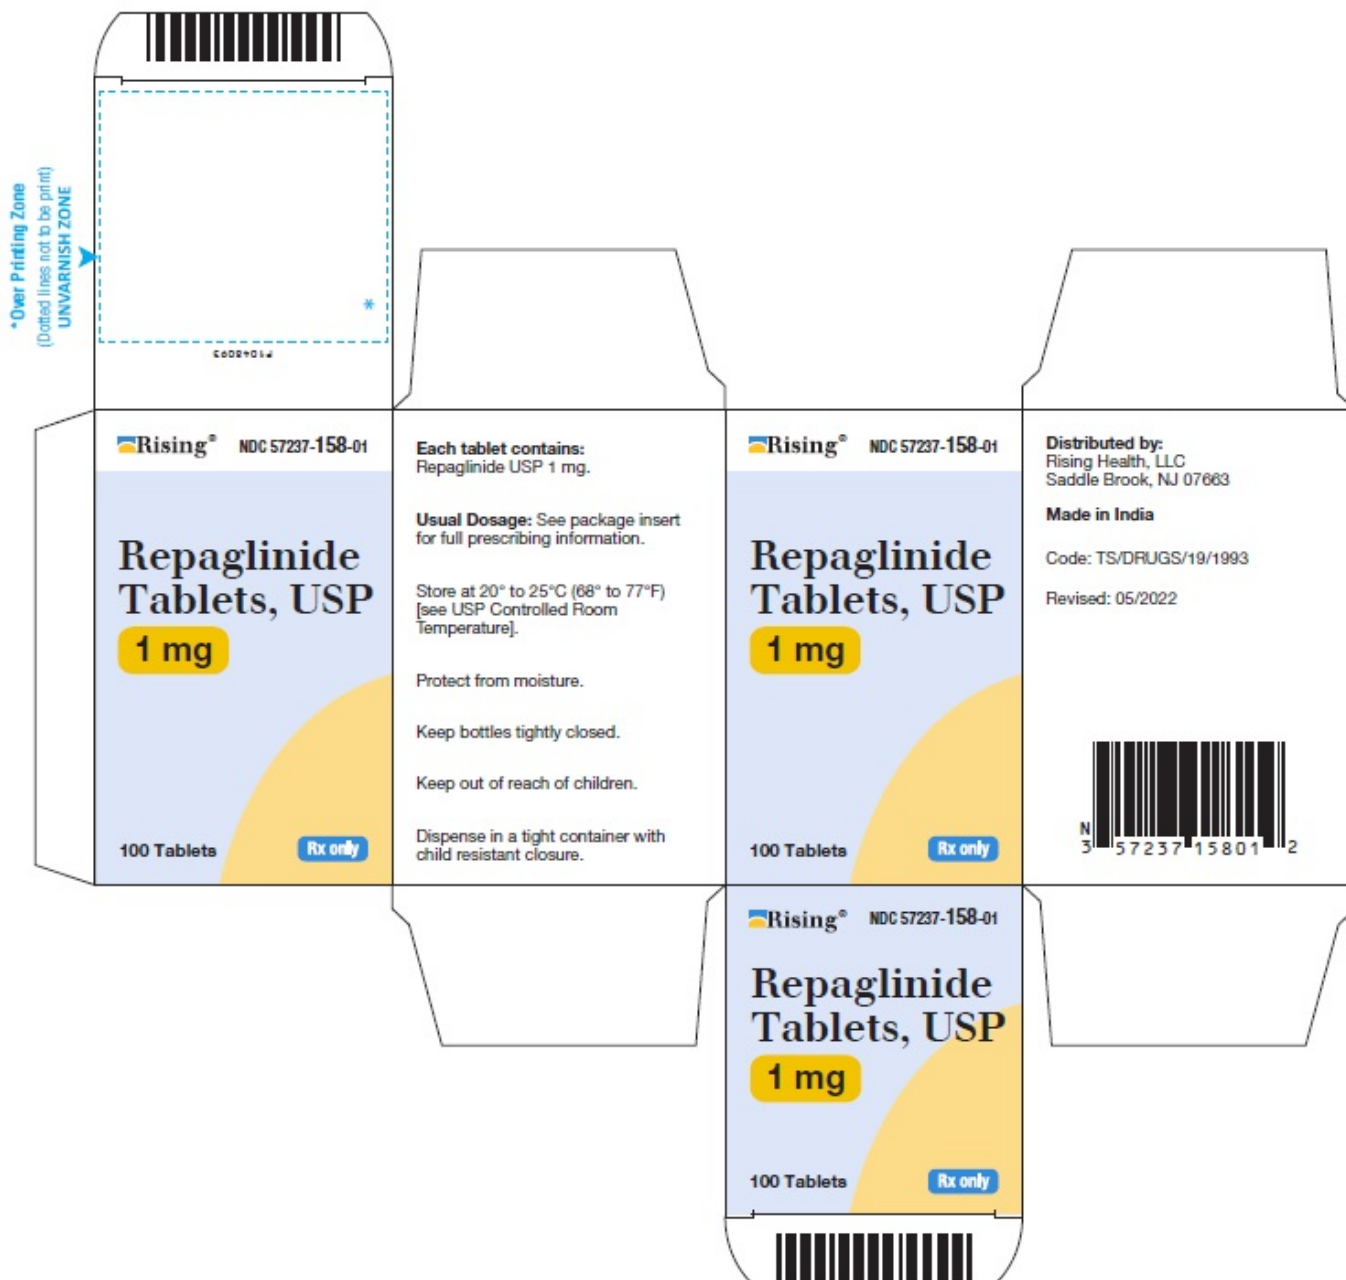 *Over Printing Zone
(Dotted lines not to be print)
UNVARNISH ZONE
*
P1048093
Rising® NDC 57237-158-01
Repaglinide
Tablets, USP
1 mg
100 Tablets Rx only
Each tablet contains:
Repaglinide USP 1 mg.
Usual Dosage: See package insert
for full prescribing information.
Store at 20° to 25°C (68° to 77°F)
[see USP Controlled Room
Temperature].
Protect from moisture.
Keep bottles tightly closed.
Keep out of reach of children.
Dispense in a tight container with
child resistant closure.
Rising® NDC 57237-158-01
Repaglinide
Tablets, USP
1 mg
100 Tablets Rx only
Distributed by:
Rising Health, LLC
Saddle Brook, NJ 07663
Made in India
Code: TS/DRUGS/19/1993
Revised: 05/2022
N
3 57237 15801 2
Rising® NDC 57237-158-01
Repaglinide
Tablets, USP
1 mg
100 Tablets Rx only